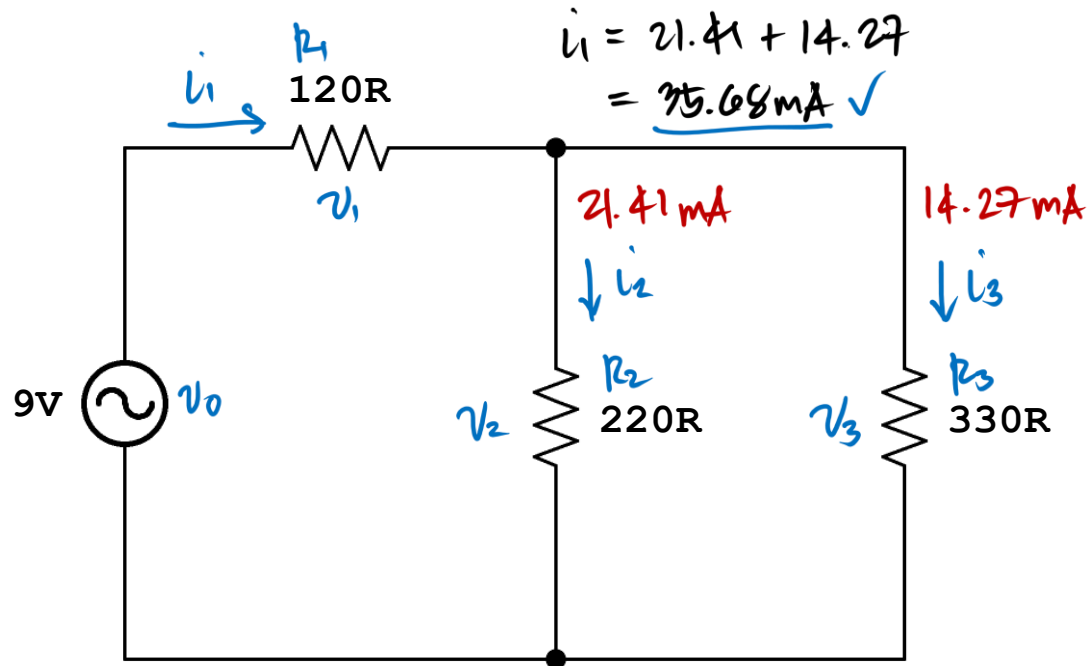 R1
120R
i1
v1
i1 = 21.41 + 14.27
= 35.68mA ✓
21.41mA
14.27mA
i2
i3
9V
v0
v2
R2
220R
v3
R3
330R